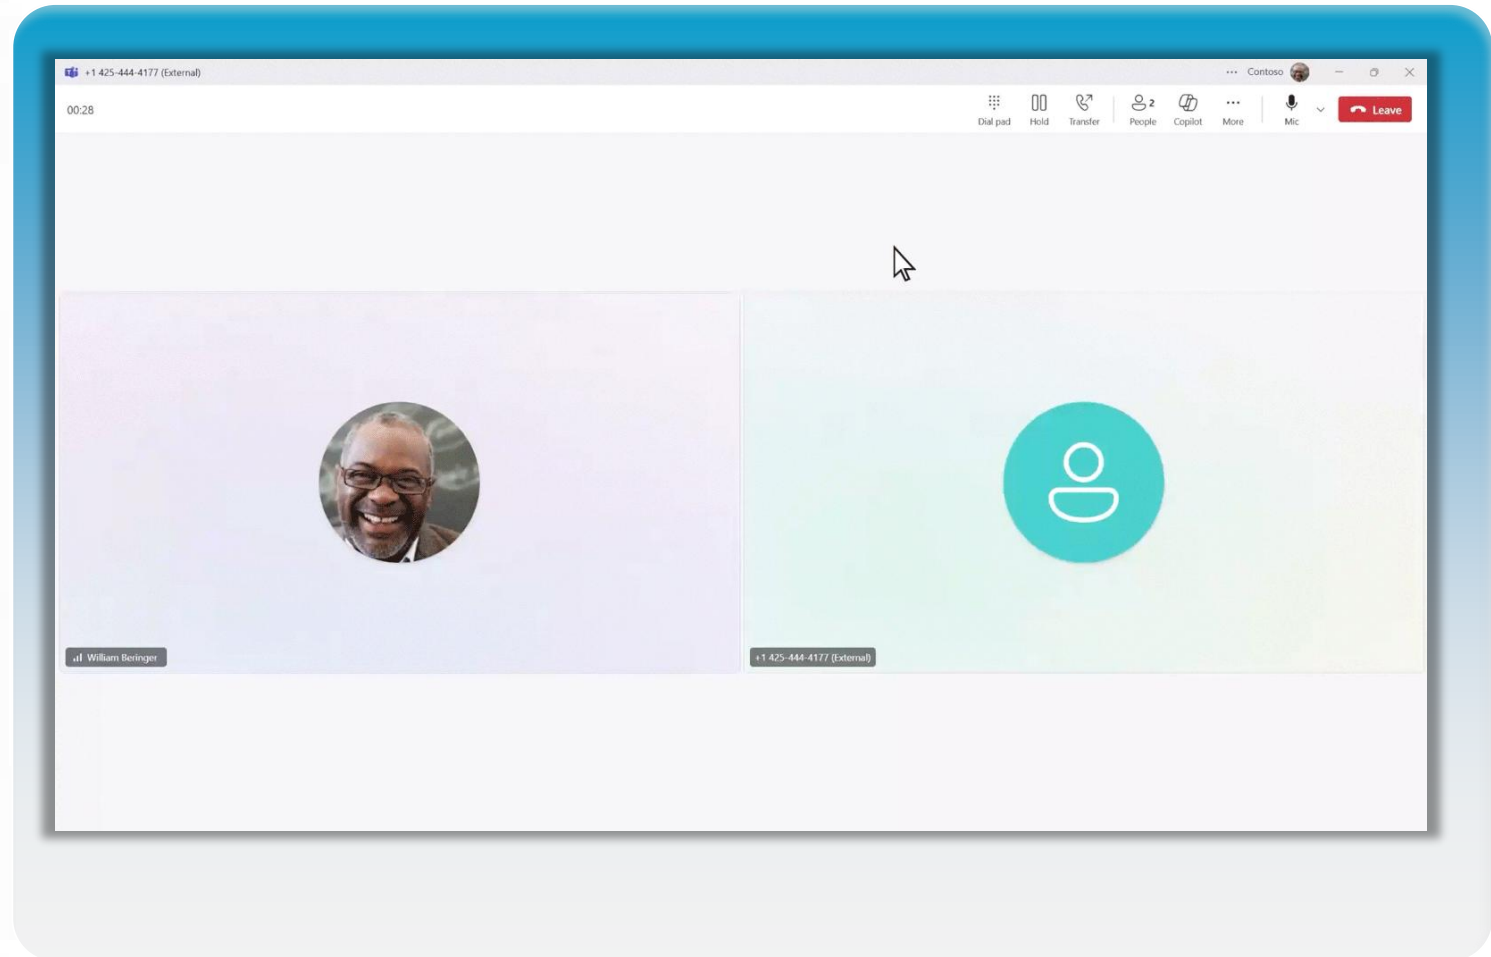 +1 425-444-4177 (External)
Contoso
00:28
Dial pad
Hold
Transfer
2
People
Copilot
More
Mic
Leave
William Beringer
+1 425-444-4177 (External)